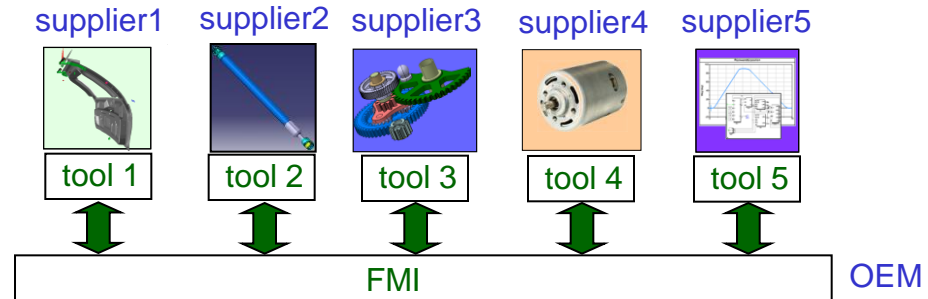 supplier1 supplier2 supplier3 supplier4 supplier5
tool 1 tool 2 tool 3 tool 4 tool 5
FMI OEM